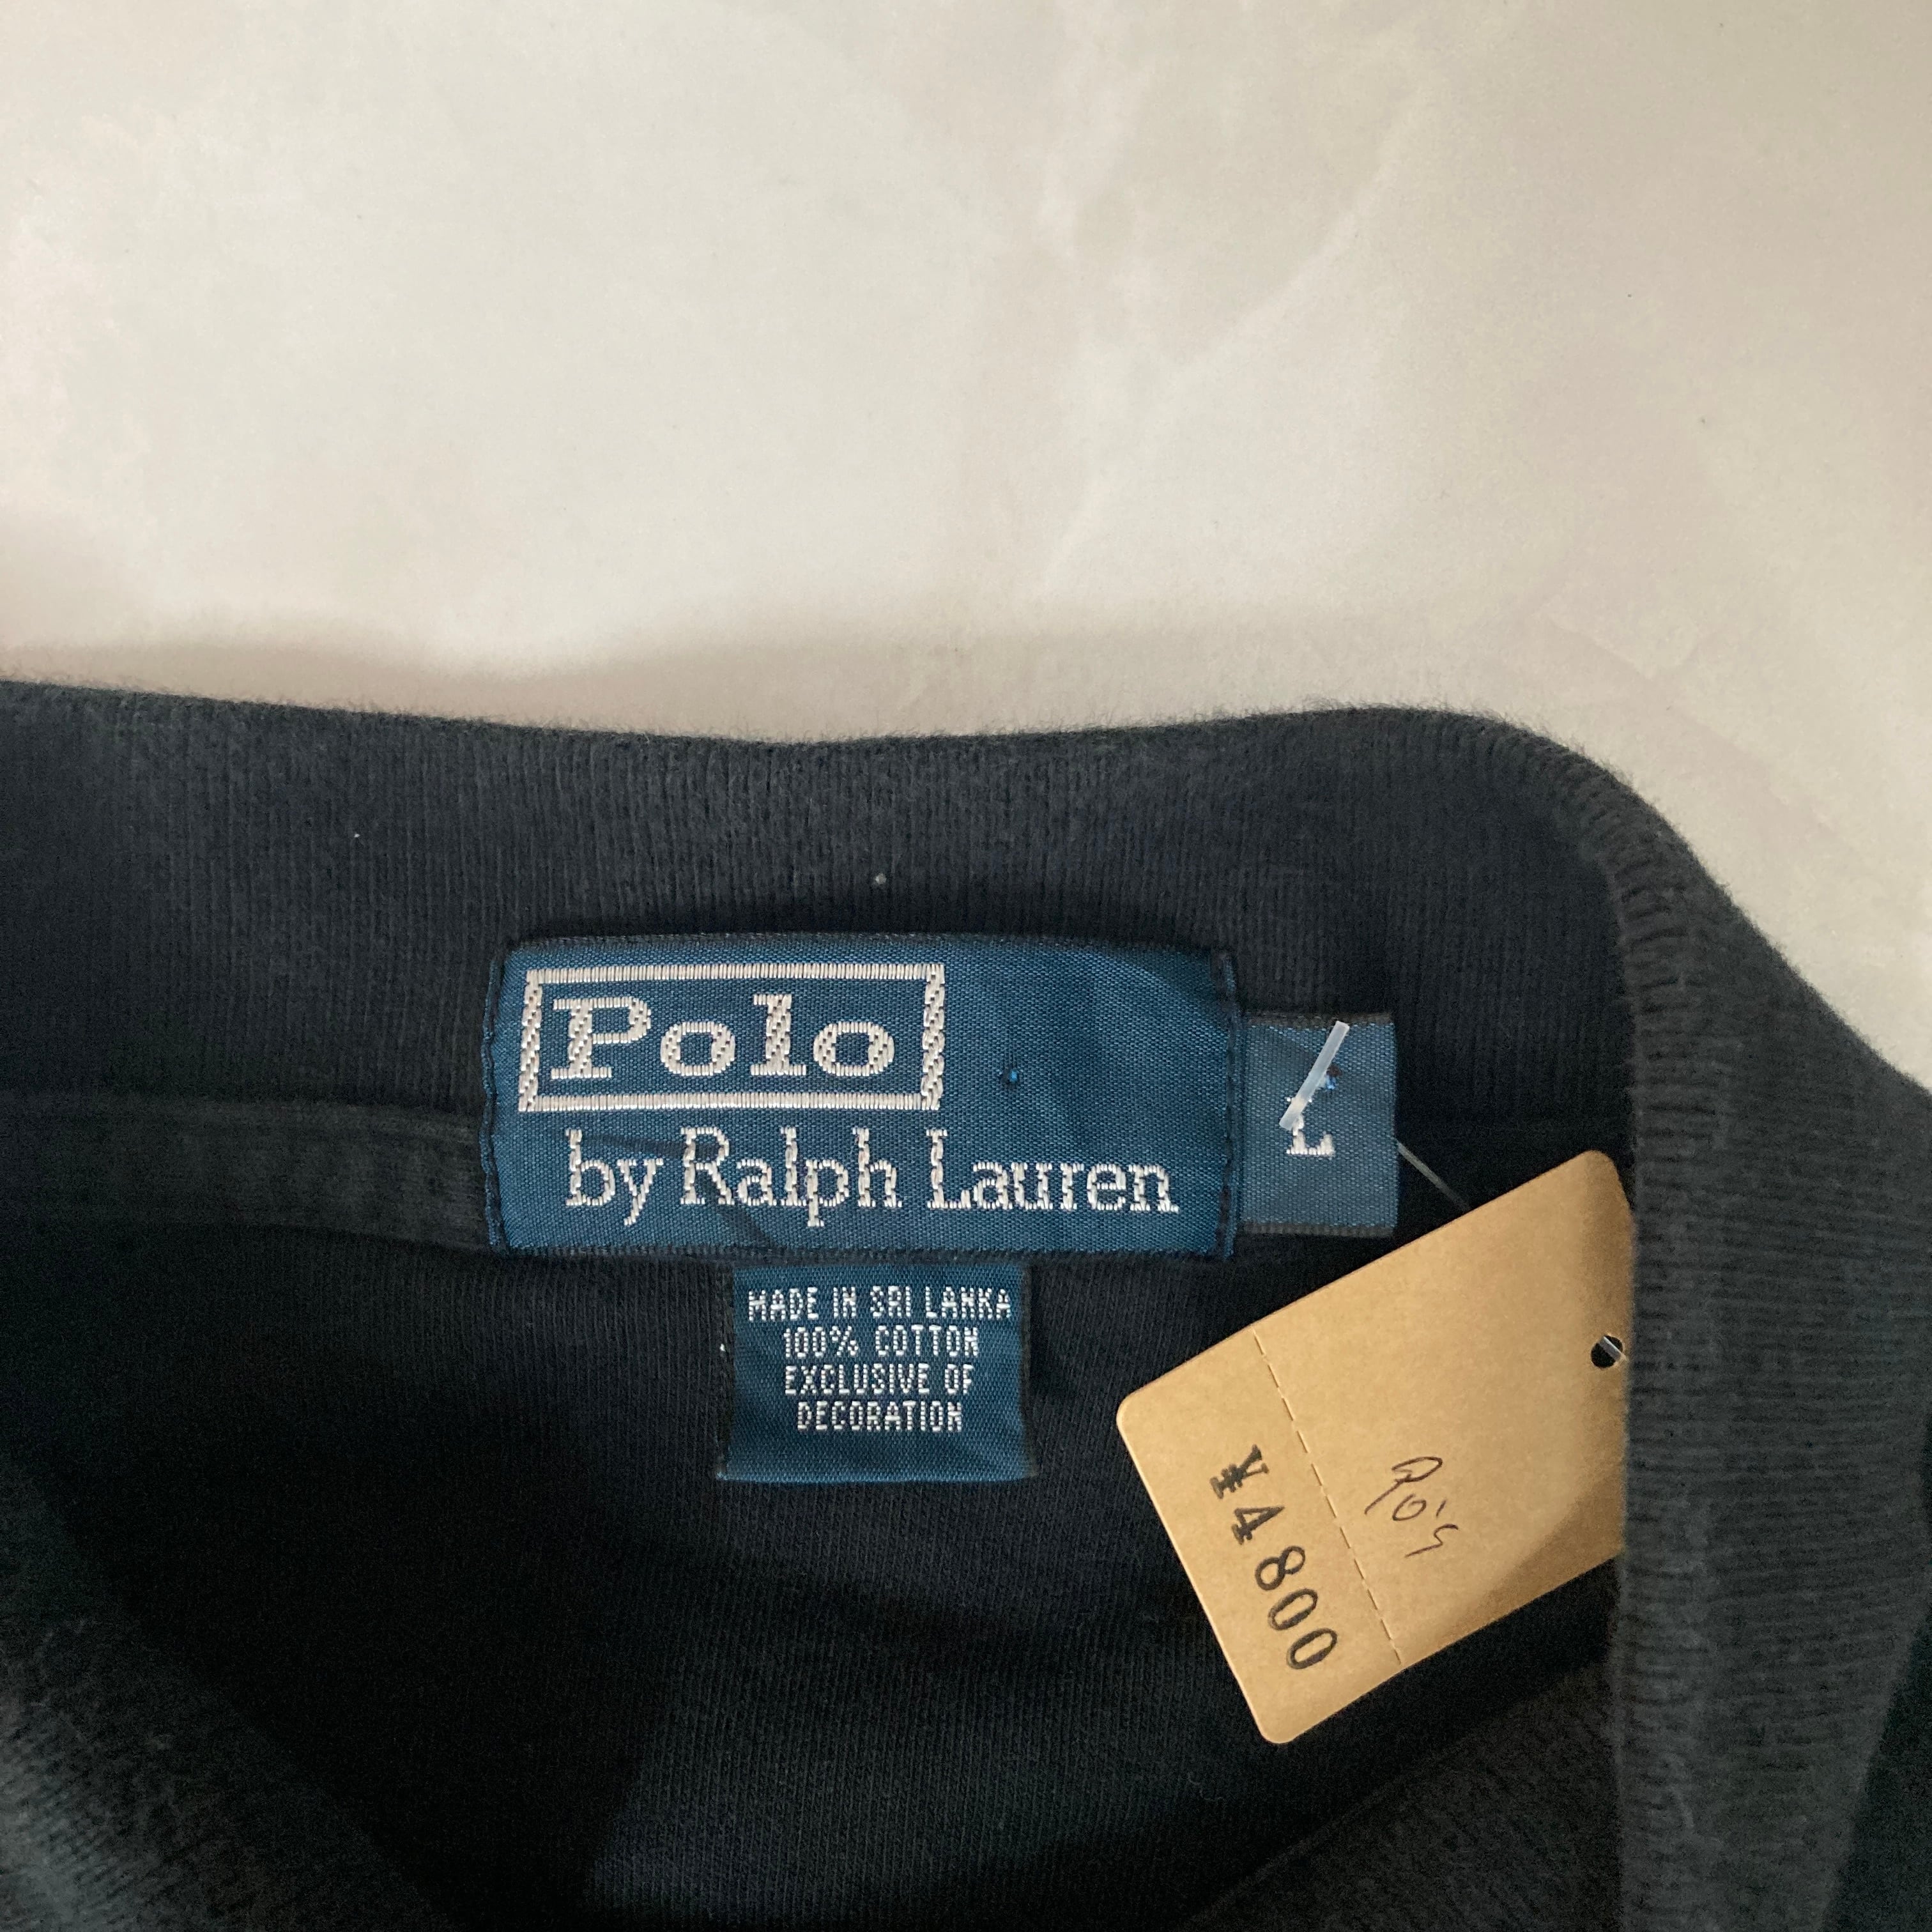 Polo
by Ralph Lauren
L
MADE IN SRI LANKA
100% COTTON
EXCLUSIVE OF
DECORATION
90's
¥4800